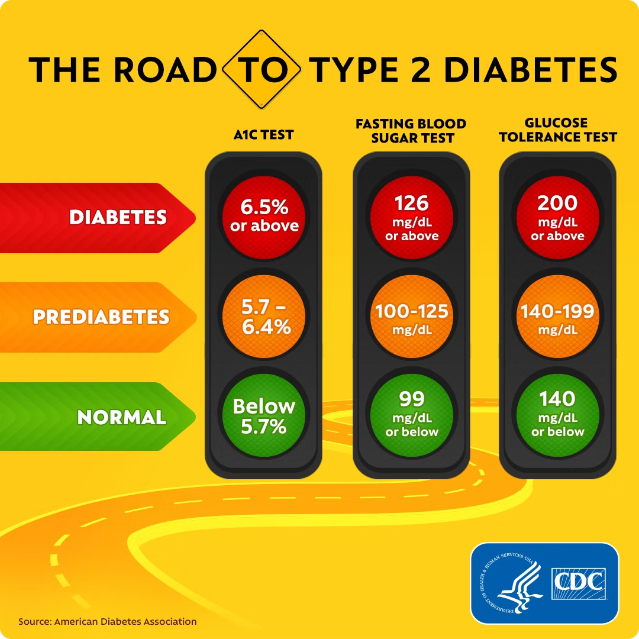 THE ROAD TO TYPE 2 DIABETES
A1C TEST
FASTING BLOOD
SUGAR TEST
GLUCOSE
TOLERANCE TEST
DIABETES
6.5%
or above
126
mg/dL
or above
200
mg/dL
or above
PREDIABETES
5.7 –
6.4%
100-125
mg/dL
140-199
mg/dL
NORMAL
Below
5.7%
99
mg/dL
or below
140
mg/dL
or below
CDC
Source: American Diabetes Association